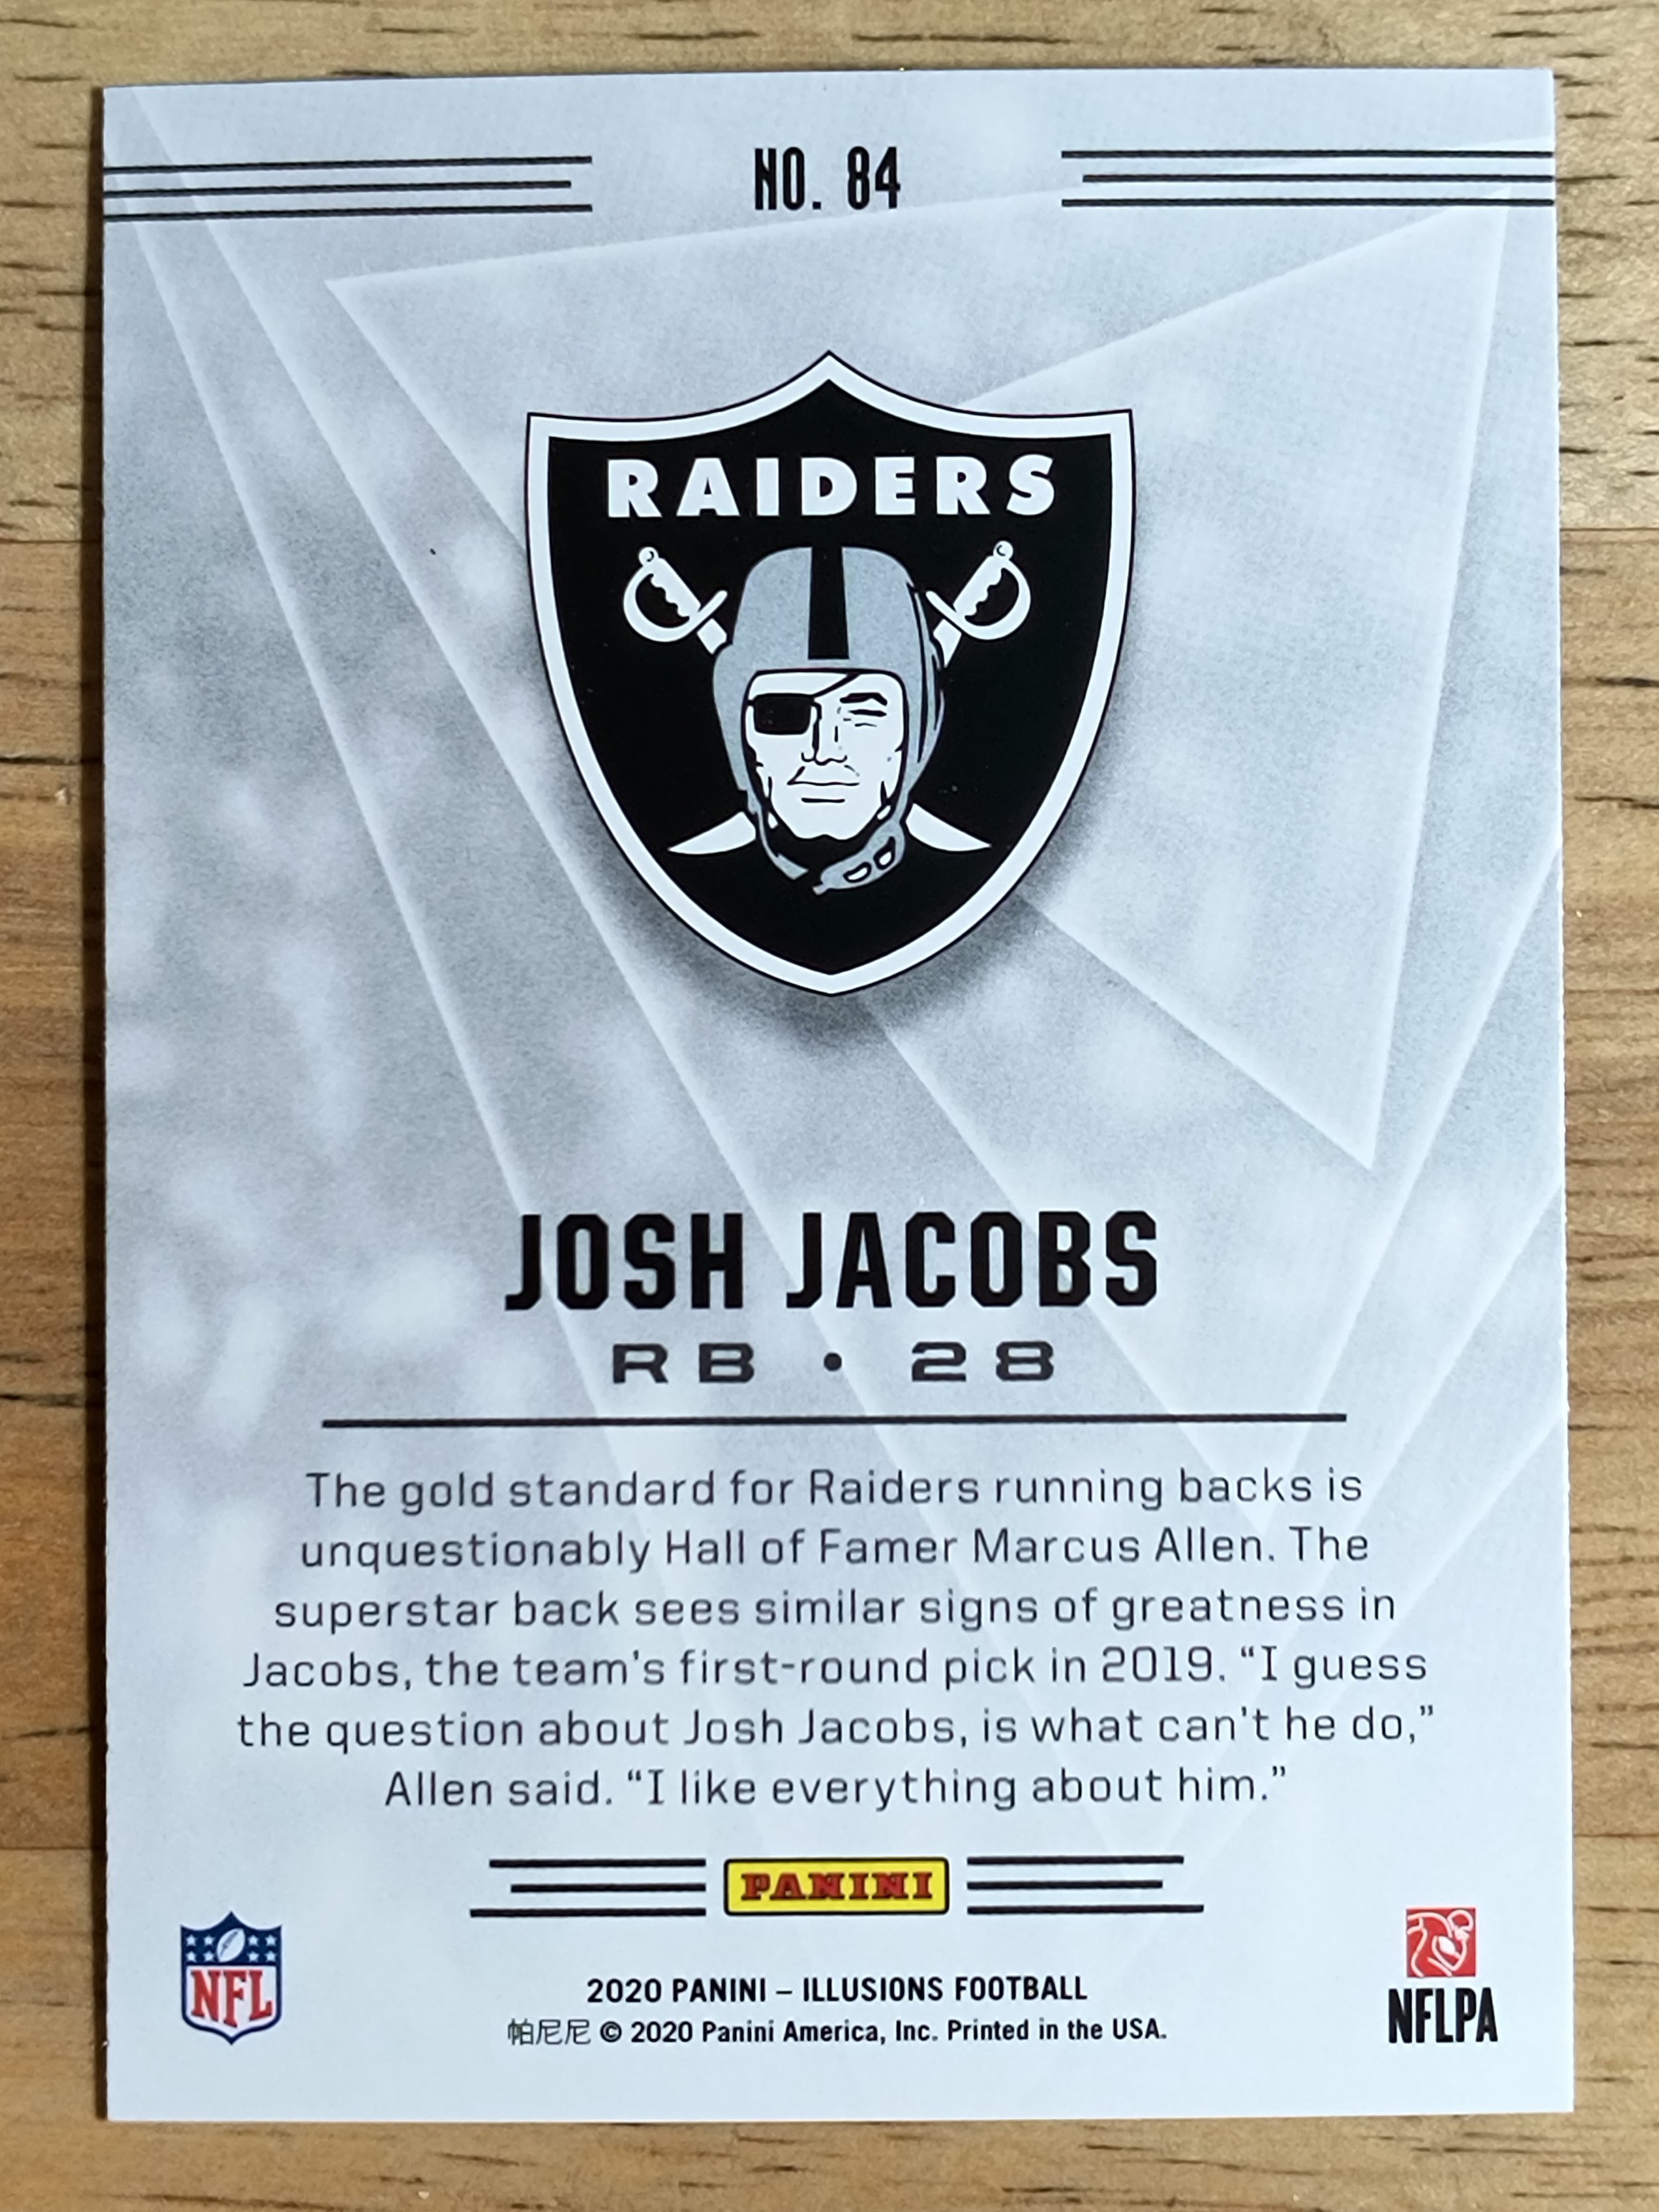 NO. 84
RAIDERS
JOSH JACOBS
RB • 28
The gold standard for Raiders running backs is
unquestionably Hall of Famer Marcus Allen. The
superstar back sees similar signs of greatness in
Jacobs, the team's first-round pick in 2019. “I guess
the question about Josh Jacobs, is what can't he do,”
Allen said. “I like everything about him.”
PANINI
NFL
2020 PANINI – ILLUSIONS FOOTBALL
帕尼尼 © 2020 Panini America, Inc. Printed in the USA.
NFLPA